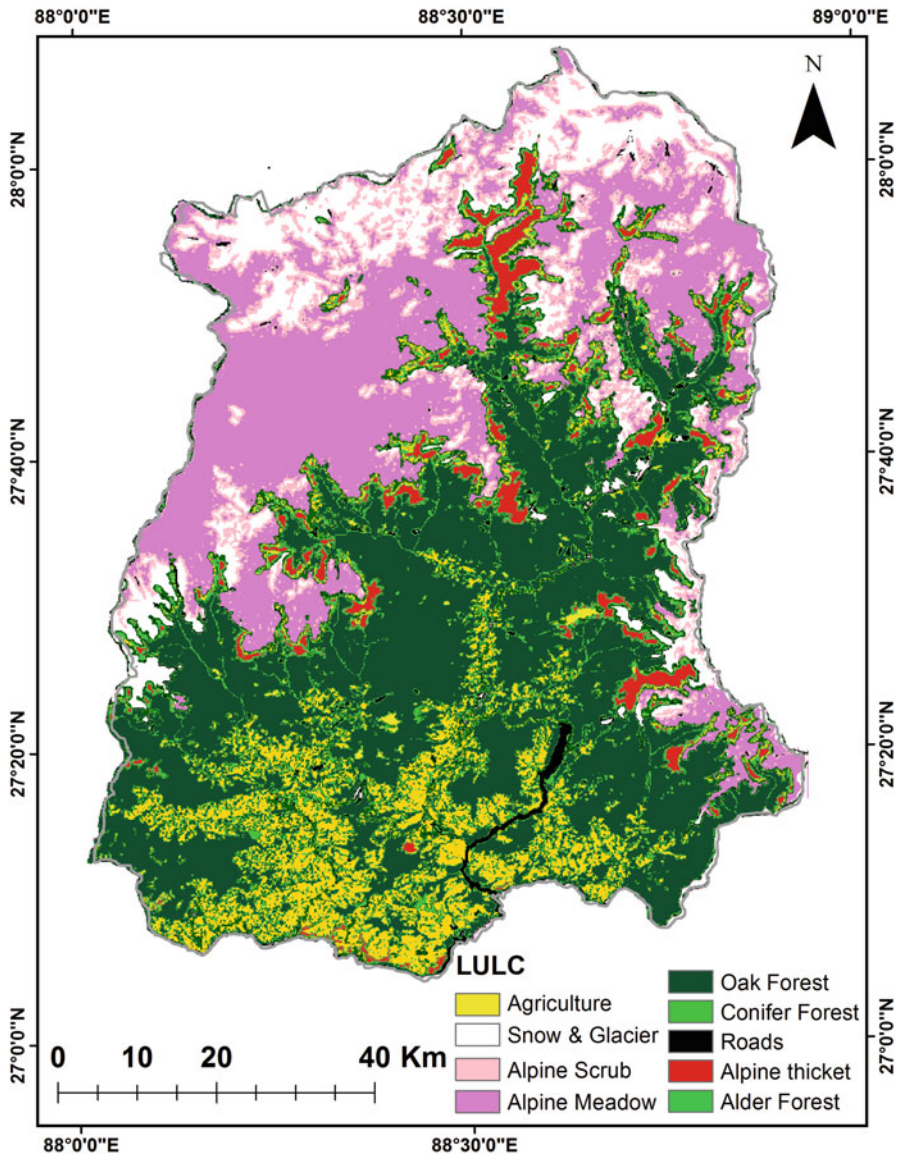 88°0'0"E 88°30'0"E 89°0'0"E
N
28°0'0"N
28°0'0"N
27°40'0"N
27°40'0"N
27°20'0"N
27°20'0"N
27°0'0"N
27°0'0"N
LULC
Agriculture
Snow & Glacier
Alpine Scrub
Alpine Meadow
Oak Forest
Conifer Forest
Roads
Alpine thicket
Alder Forest
0 10 20 40 Km
88°0'0"E 88°30'0"E